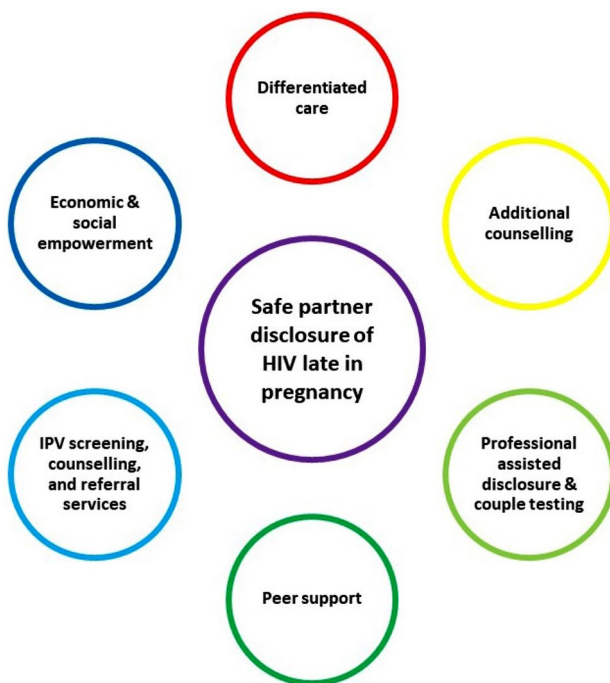 Differentiated
care
Economic &
social
empowerment
Additional
counselling
Safe partner
disclosure of
HIV late in
pregnancy
IPV screening,
counselling,
and referral
services
Professional
assisted
disclosure &
couple testing
Peer support